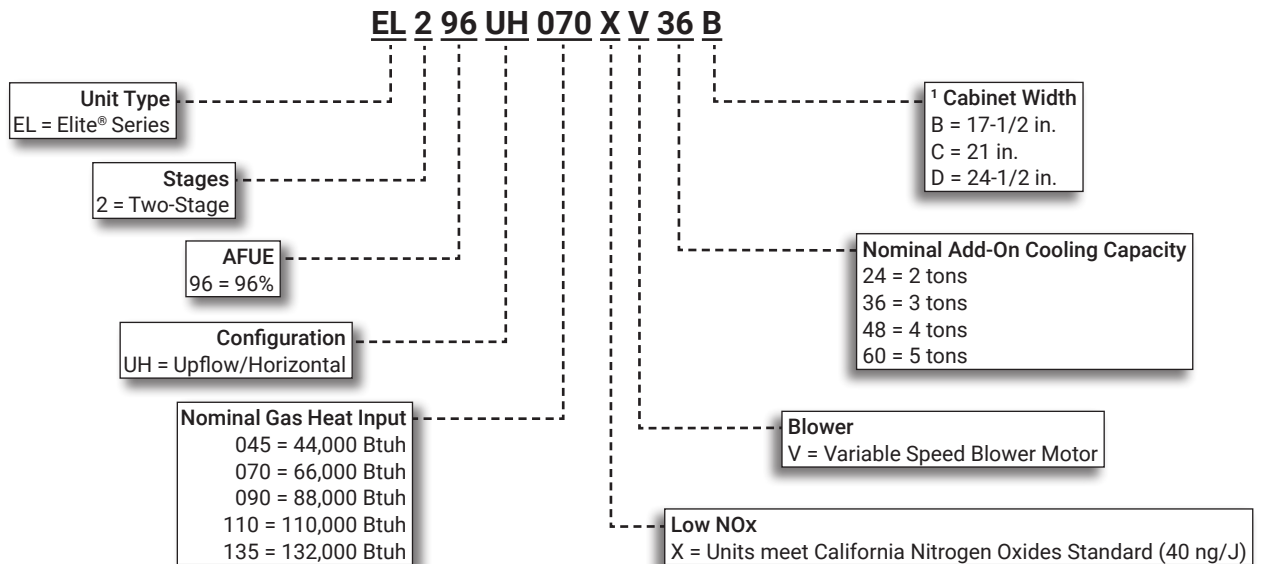 EL 2 96 UH 070 X V 36 B
Unit Type
EL = Elite® Series
Stages
2 = Two-Stage
AFUE
96 = 96%
Configuration
UH = Upflow/Horizontal
Nominal Gas Heat Input
045 = 44,000 Btuh
070 = 66,000 Btuh
090 = 88,000 Btuh
110 = 110,000 Btuh
135 = 132,000 Btuh
¹ Cabinet Width
B = 17-1/2 in.
C = 21 in.
D = 24-1/2 in.
Nominal Add-On Cooling Capacity
24 = 2 tons
36 = 3 tons
48 = 4 tons
60 = 5 tons
Blower
V = Variable Speed Blower Motor
Low NOx
X = Units meet California Nitrogen Oxides Standard (40 ng/J)